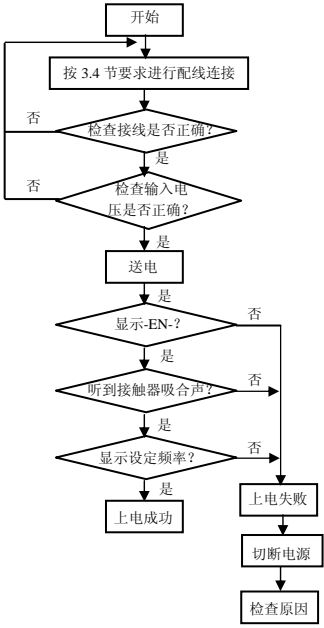 开始
按 3.4 节要求进行配线连接
否
检查接线是否正确？
是
否
检查输入电
压是否正确？
是
送电
是
显示-EN-？
否
是
听到接触器吸合声？
否
是
显示设定频率？
否
是
上电成功
上电失败
切断电源
检查原因